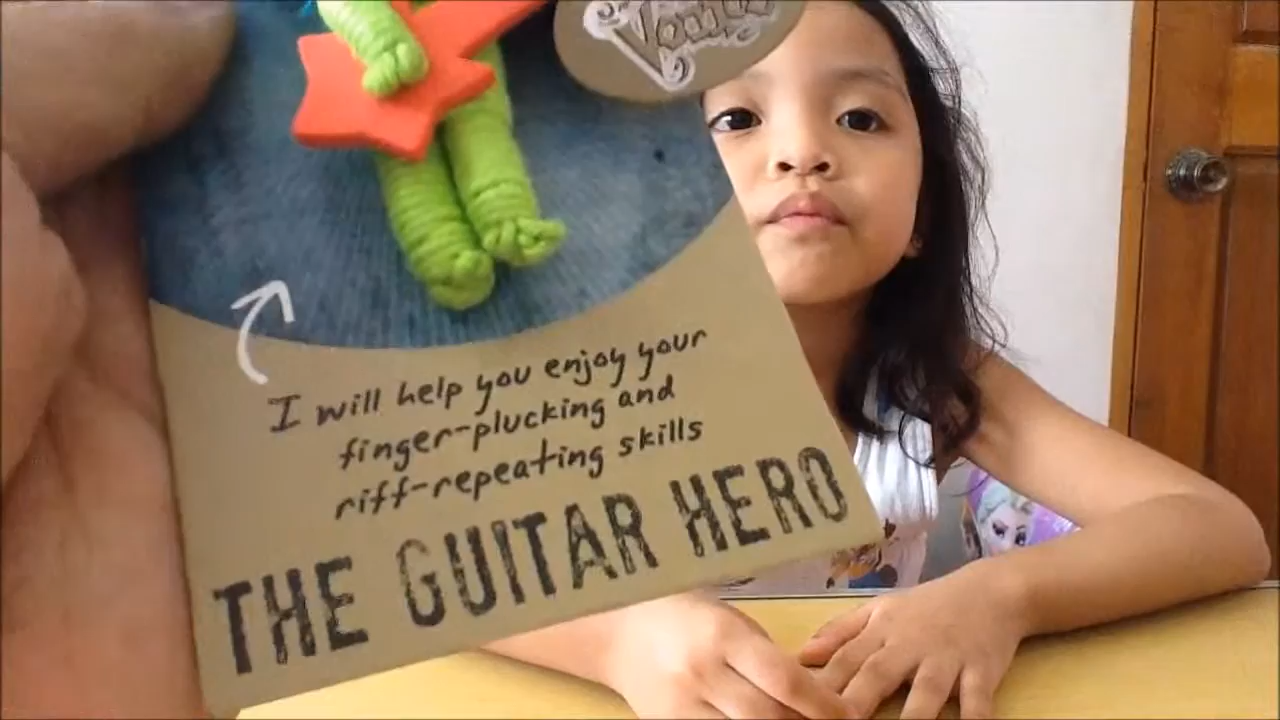 I will help you enjoy your
finger-plucking and
riff-repeating skills
THE GUITAR HERO